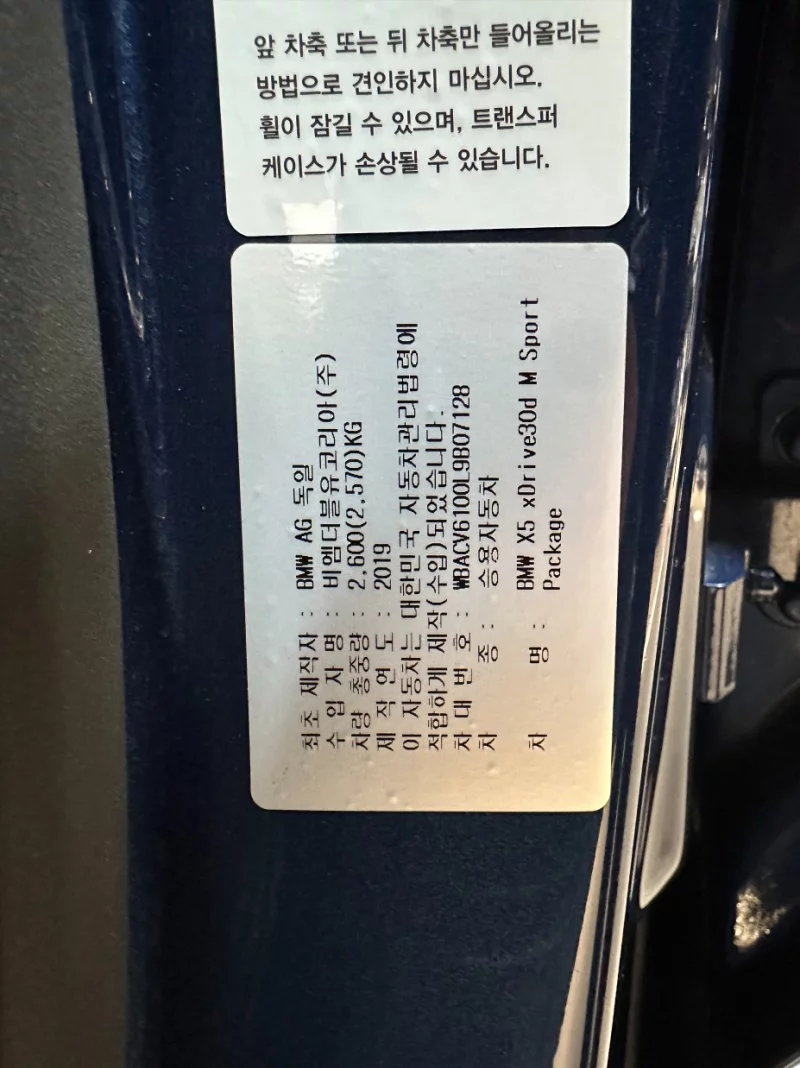 앞 차축 또는 뒤 차축만 들어올리는
방법으로 견인하지 마십시오.
휠이 잠길 수 있으며, 트랜스퍼
케이스가 손상될 수 있습니다.
최초 제작자 : BMW AG 독일
수 입 자 명 : 비엠더블유코리아(주)
차량 총중량 : 2,600(2,570)KG
제 작 연 도 : 2019
이 자동차는 대한민국 자동차관리법령에
적합하게 제작(수입)되었습니다.
차 대 번 호 : WBACV6100L9B07128
차 종 : 승용자동차
차 명 : BMW X5 xDrive30d M Sport
Package